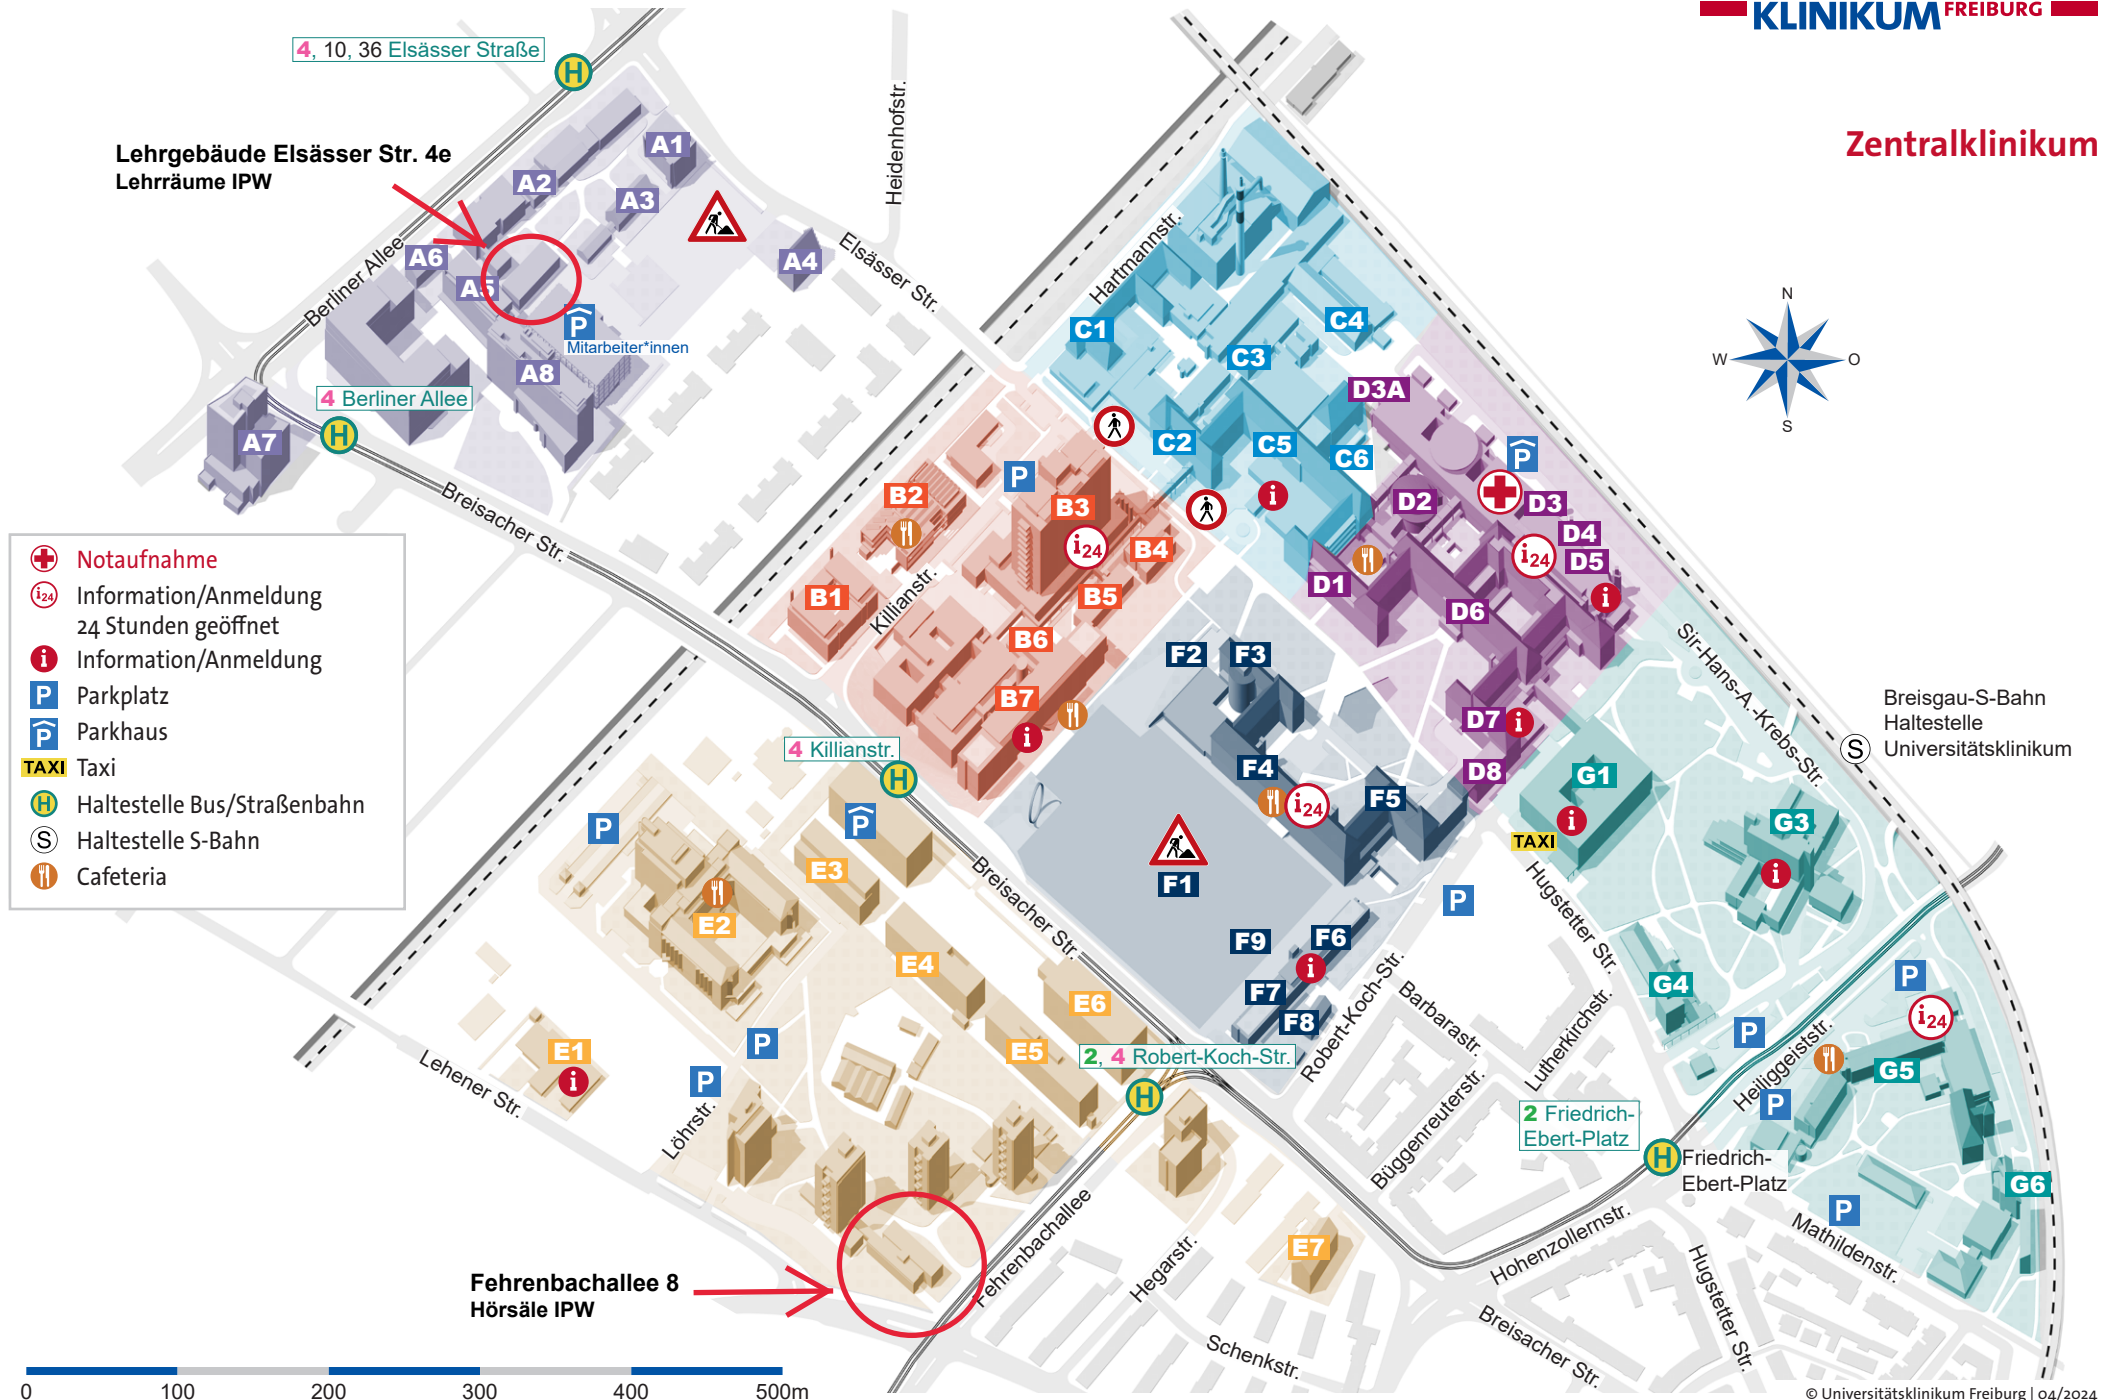 KLINIKUM FREIBURG
Zentralklinikum
4, 10, 36 Elsässer Straße
H
Lehrgebäude Elsässer Str. 4e
Lehrräume IPW
A1
A2
A3
A4
A5
A6
A7
A8
P
Mitarbeiter*innen
Berliner Allee
4 Berliner Allee
H
Heidenhofstr.
Elsässer Str.
Breisacher Str.
Hartmannstr.
C1
C2
C3
C4
C5
C6
i
D3A
P
D1
D2
D3
D4
D5
D6
D7
D8
i24
i
i
N
W
O
S
B1
B2
P
B3
i24
B4
B5
B6
B7
i
Killianstr.
Notaufnahme
i24 Information/Anmeldung
24 Stunden geöffnet
i Information/Anmeldung
P Parkplatz
P Parkhaus
TAXI Taxi
H Haltestelle Bus/Straßenbahn
S Haltestelle S-Bahn
Cafeteria
F1
F2
F3
F4
i24
F5
F6
i
F7
F8
F9
Sir-Hans-A.-Krebs-Str.
Breisgau-S-Bahn
Haltestelle
S Universitätsklinikum
4 Killianstr.
H
P
P
E1
i
E2
E3
E4
E5
E6
E7
P
P
Löhrstr.
Lehener Str.
Breisacher Str.
2, 4 Robert-Koch-Str.
H
Robert-Koch-Str.
P
TAXI
G1
i
G3
i
G4
P
P
i24
G5
P
G6
P
Hugstetter Str.
Barbarastr.
Lutherkirchstr.
Büggenreuterstr.
Heiliggeiststr.
2 Friedrich-
Ebert-Platz
H
Friedrich-
Ebert-Platz
Mathildenstr.
Hohenzollernstr.
Hugstetter Str.
Breisacher Str.
Fehrenbachallee
Hegarstr.
Schenkstr.
Fehrenbachallee 8
Hörsäle IPW
0 100 200 300 400 500m
© Universitätsklinikum Freiburg | 04/2024